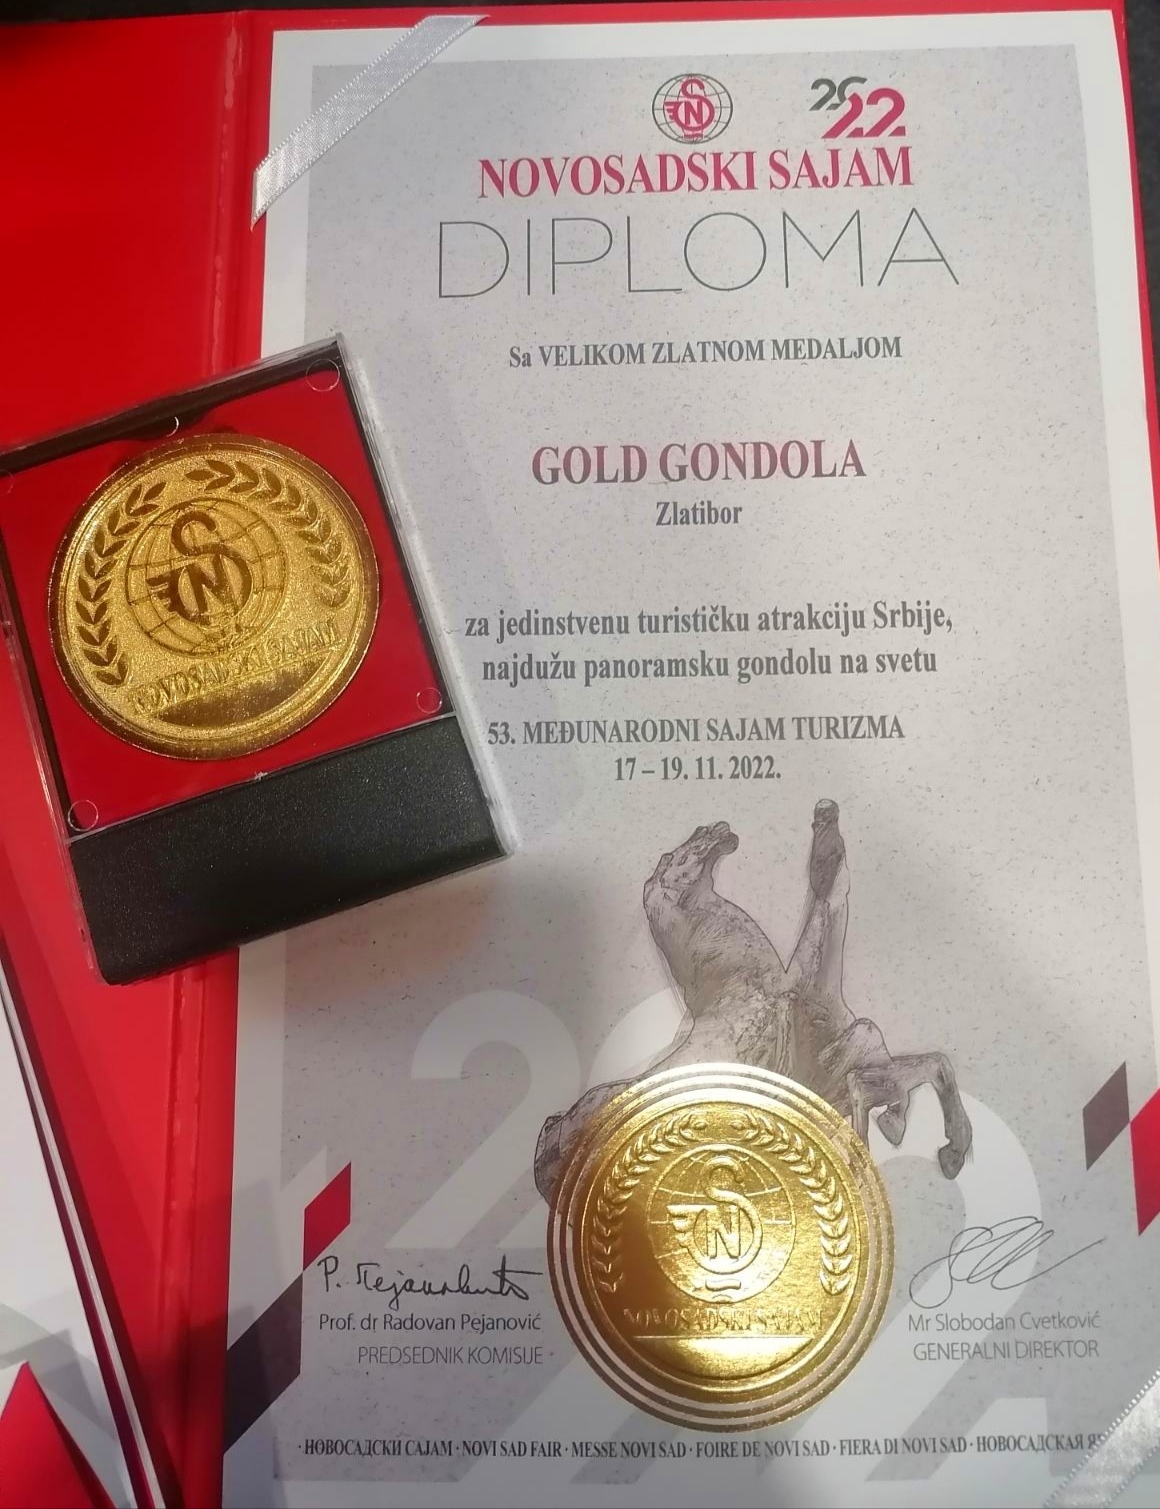 2022
NOVOSADSKI SAJAM
DIPLOMA
Sa VELIKOM ZLATNOM MEDALJOM
GOLD GONDOLA
Zlatibor
za jedinstvenu turističku atrakciju Srbije,
najdužu panoramsku gondolu na svetu
53. MEĐUNARODNI SAJAM TURIZMA
17 – 19. 11. 2022.
NOVOSADSKI SAJAM
NOVOSADSKI SAJAM
Prof. dr Radovan Pejanović
PREDSEDNIK KOMISIJE
Mr Slobodan Cvetković
GENERALNI DIREKTOR
· НОВОСАДСКИ САЈАМ · NOVI SAD FAIR · MESSE NOVI SAD · FOIRE DE NOVI SAD · FIERA DI NOVI SAD · НОВОСАДСКАЯ